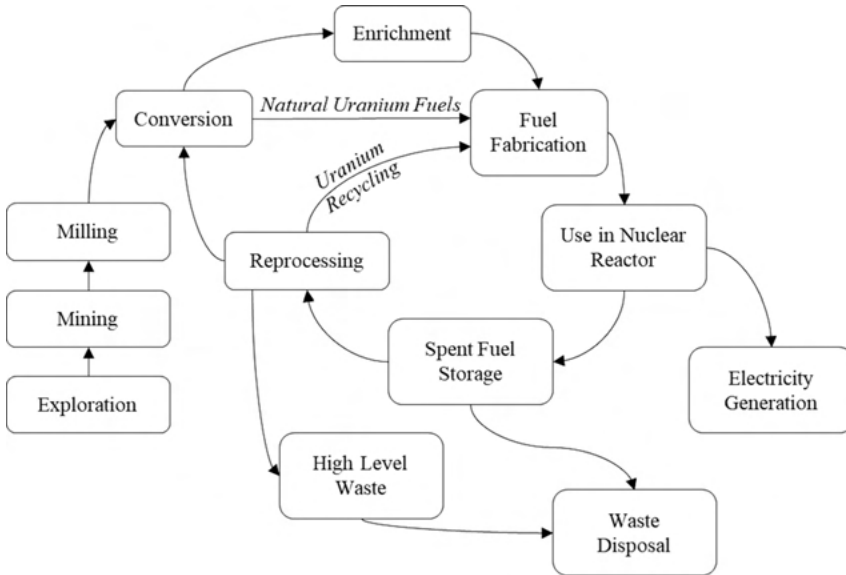 Enrichment
Conversion
Natural Uranium Fuels
Fuel
Fabrication
Uranium
Recycling
Milling
Reprocessing
Use in Nuclear
Reactor
Mining
Spent Fuel
Storage
Exploration
Electricity
Generation
High Level
Waste
Waste
Disposal